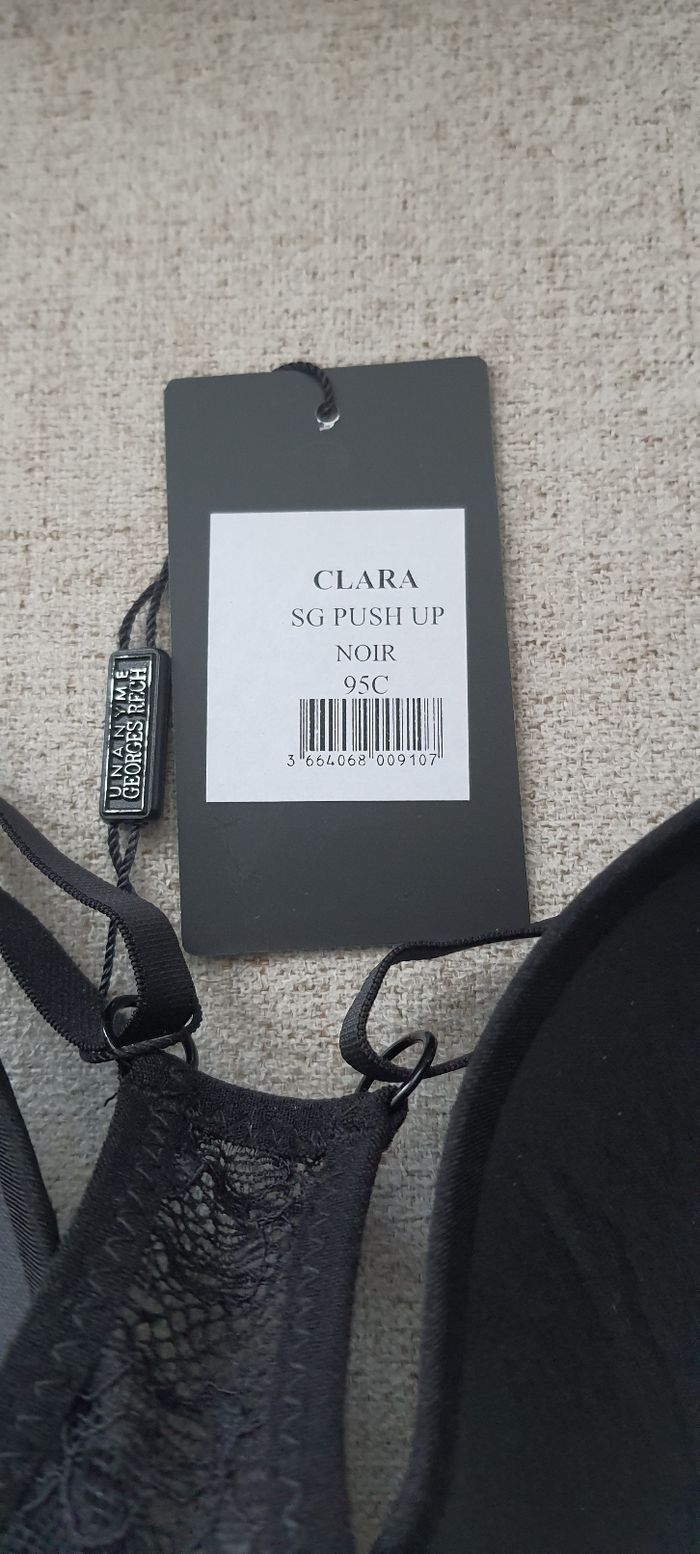 CLARA
SG PUSH UP
NOIR
95C
3 664068 009107
UNANYME
GEORGES RECH